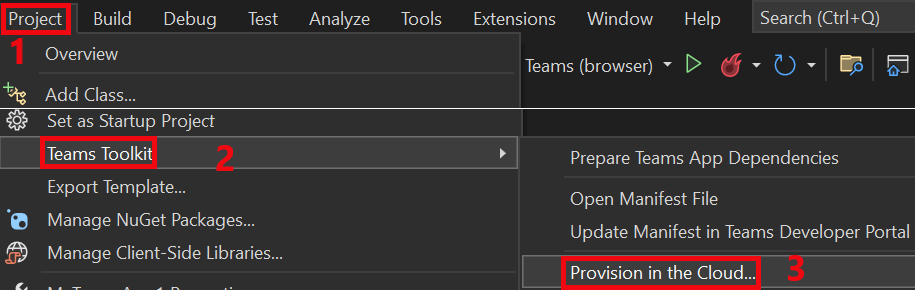 Project Build Debug Test Analyze Tools Extensions Window Help Search (Ctrl+Q)
1
Overview
Teams (browser)
Add Class...
Set as Startup Project
Teams Toolkit
2
Prepare Teams App Dependencies
Export Template...
Open Manifest File
Manage NuGet Packages...
Update Manifest in Teams Developer Portal
Manage Client-Side Libraries...
Provision in the Cloud...
3